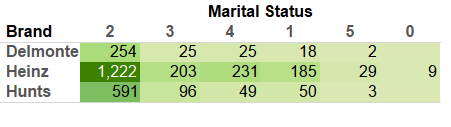 Marital Status
Brand 2 3 4 1 5 0
Delmonte 254 25 25 18 2
Heinz 1,222 203 231 185 29 9
Hunts 591 96 49 50 3